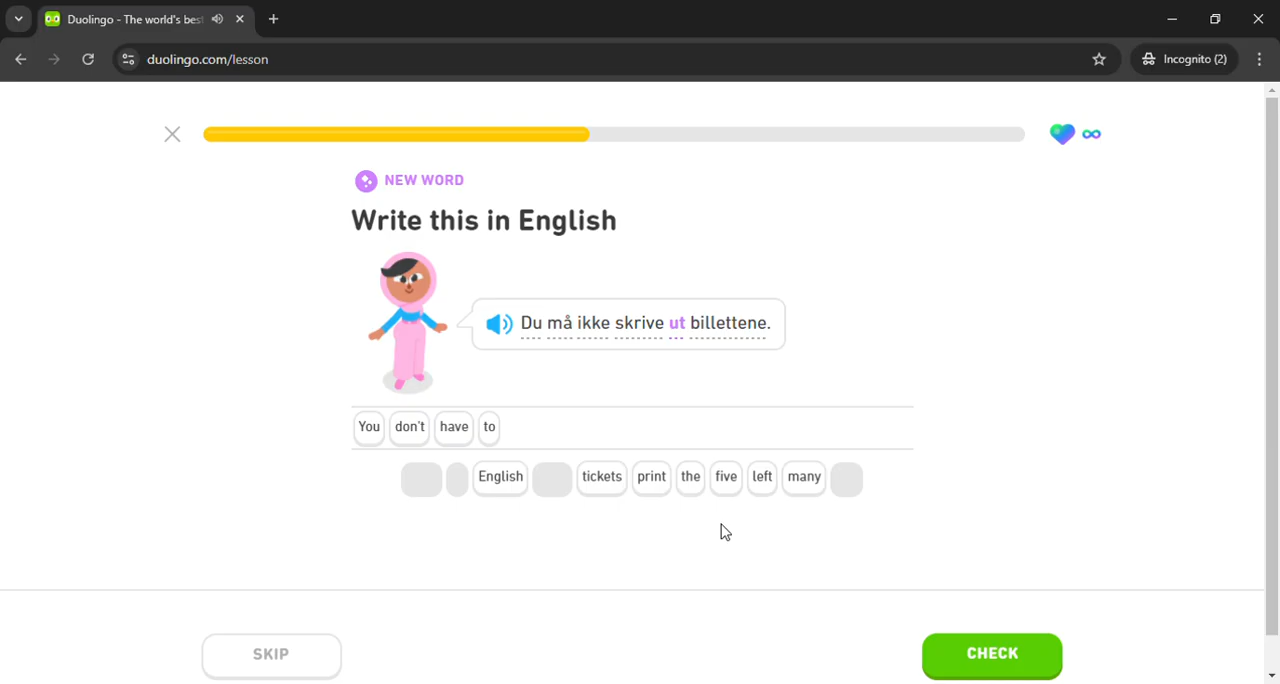 Duolingo - The world's bes
duolingo.com/lesson
Incognito (2)
NEW WORD
Write this in English
Du må ikke skrive ut billettene.
You don't have to
English tickets print the five left many
SKIP
CHECK